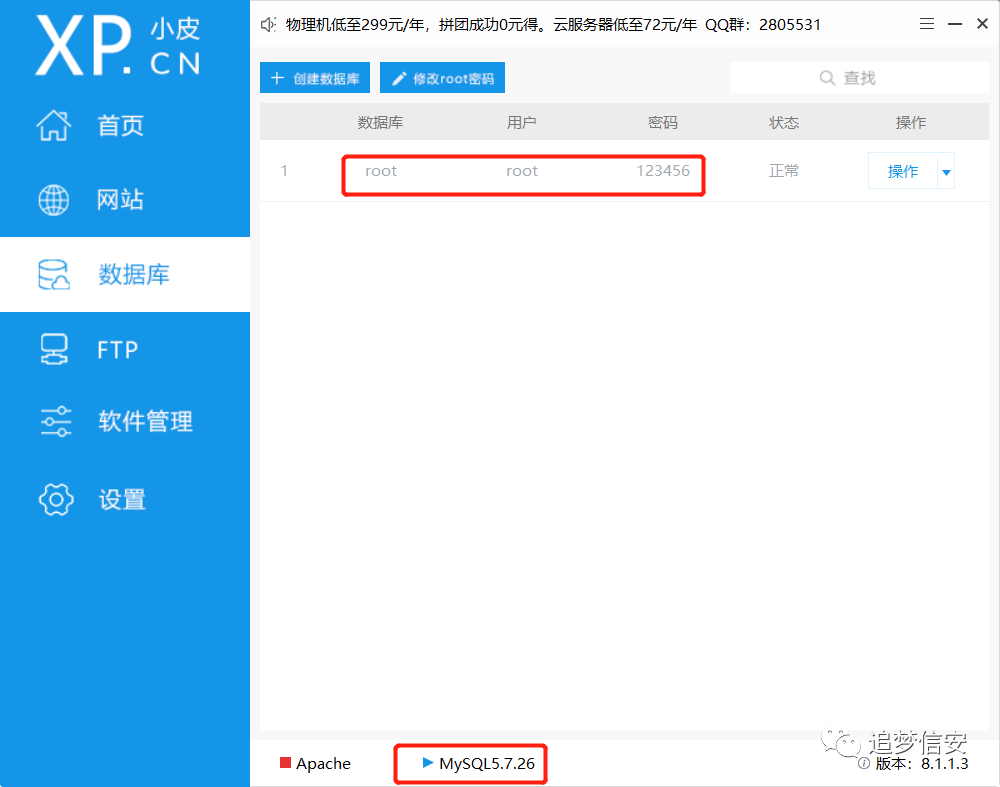 XP. 小皮 CN
物理机低至299元/年，拼团成功0元得。云服务器低至72元/年 QQ群：2805531
首页
网站
数据库
FTP
软件管理
设置
创建数据库 修改root密码 查找
数据库 用户 密码 状态 操作
1 root root 123456 正常 操作
追梦信安
Apache MySQL5.7.26 版本：8.1.1.3